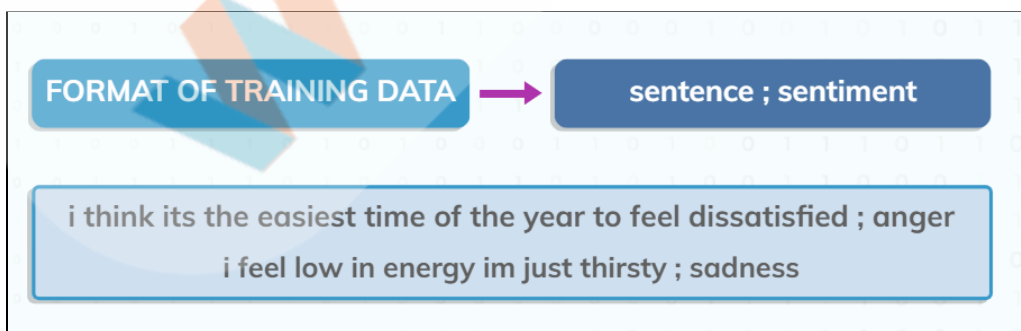 FORMAT OF TRAINING DATA
sentence ; sentiment
i think its the easiest time of the year to feel dissatisfied ; anger
i feel low in energy im just thirsty ; sadness